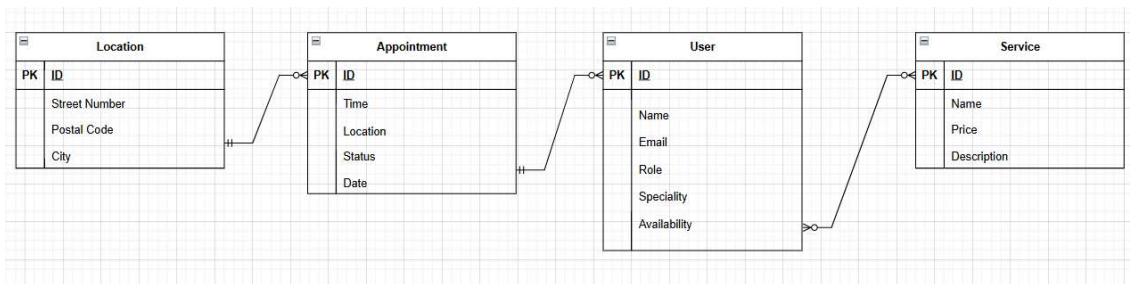 Location
PK ID
Street Number
Postal Code
City
Appointment
PK ID
Time
Location
Status
Date
User
PK ID
Name
Email
Role
Speciality
Availability
Service
PK ID
Name
Price
Description